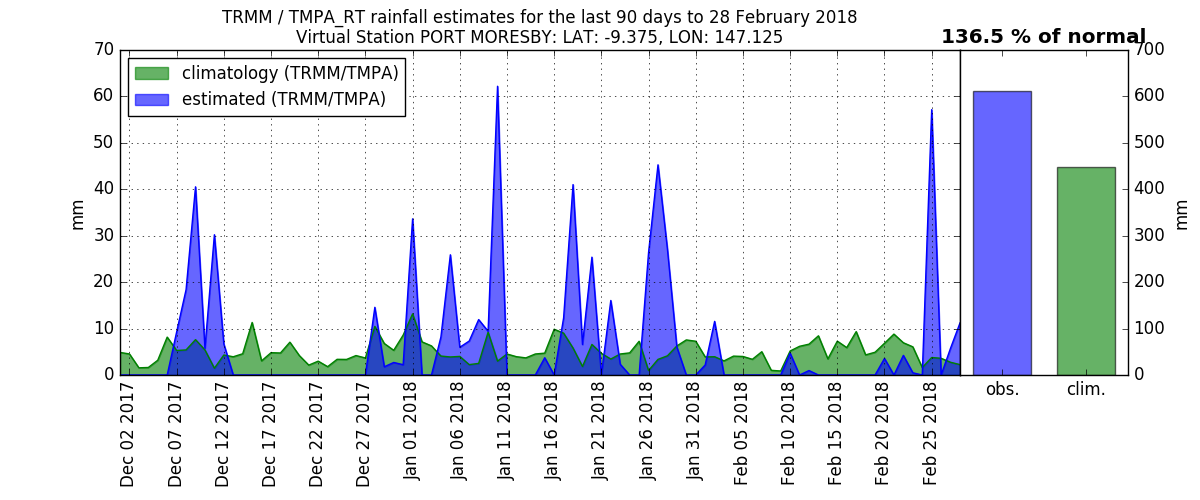 TRMM / TMPA_RT rainfall estimates for the last 90 days to 28 February 2018
Virtual Station PORT MORESBY: LAT: -9.375, LON: 147.125
136.5 % of normal
climatology (TRMM/TMPA)
estimated (TRMM/TMPA)
70
60
50
40
30
20
10
0
mm
Dec 02 2017
Dec 07 2017
Dec 12 2017
Dec 17 2017
Dec 22 2017
Dec 27 2017
Jan 01 2018
Jan 06 2018
Jan 11 2018
Jan 16 2018
Jan 21 2018
Jan 26 2018
Jan 31 2018
Feb 05 2018
Feb 10 2018
Feb 15 2018
Feb 20 2018
Feb 25 2018
obs.
clim.
700
600
500
400
300
200
100
0
mm